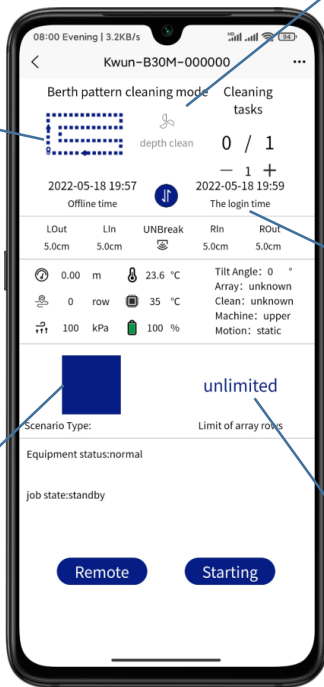 08:00 Evening | 3.2KB/s HD 94
Kwun-B30M-000000
Berth pattern cleaning mode Cleaning tasks
depth clean 0 / 1
— 1 +
2022-05-18 19:57 2022-05-18 19:59
Offline time The login time
LOut LIn UNBreak RIn ROut
5.0cm 5.0cm 5.0cm 5.0cm
0.00 m 23.6 °C Tilt Angle: 0 °
Array: unknown
0 row 35 °C Clean: unknown
Machine: upper
100 kPa 100 % Motion: static
unlimited
Scenario Type: Limit of array rows
Equipment status:normal
job state:standby
Remote Starting